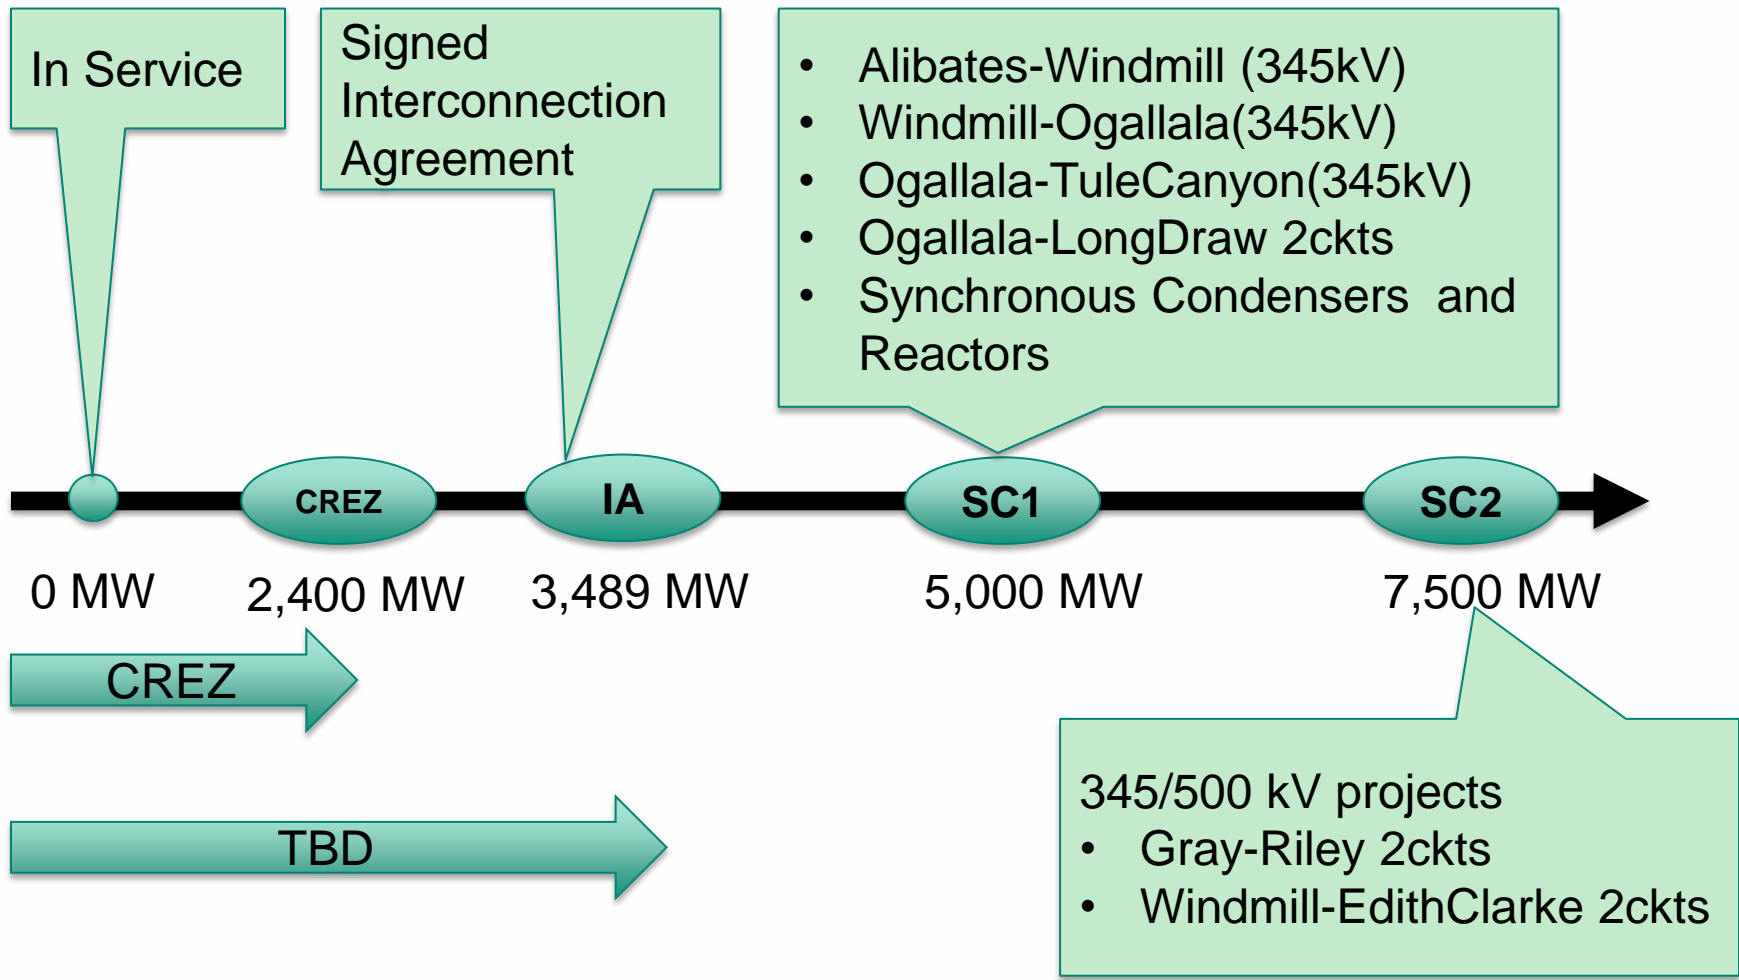 In Service
Signed
Interconnection
Agreement
• Alibates-Windmill (345kV)
• Windmill-Ogallala(345kV)
• Ogallala-TuleCanyon(345kV)
• Ogallala-LongDraw 2ckts
• Synchronous Condensers and
Reactors
CREZ
IA
SC1
SC2
0 MW
2,400 MW
3,489 MW
5,000 MW
7,500 MW
CREZ
TBD
345/500 kV projects
• Gray-Riley 2ckts
• Windmill-EdithClarke 2ckts